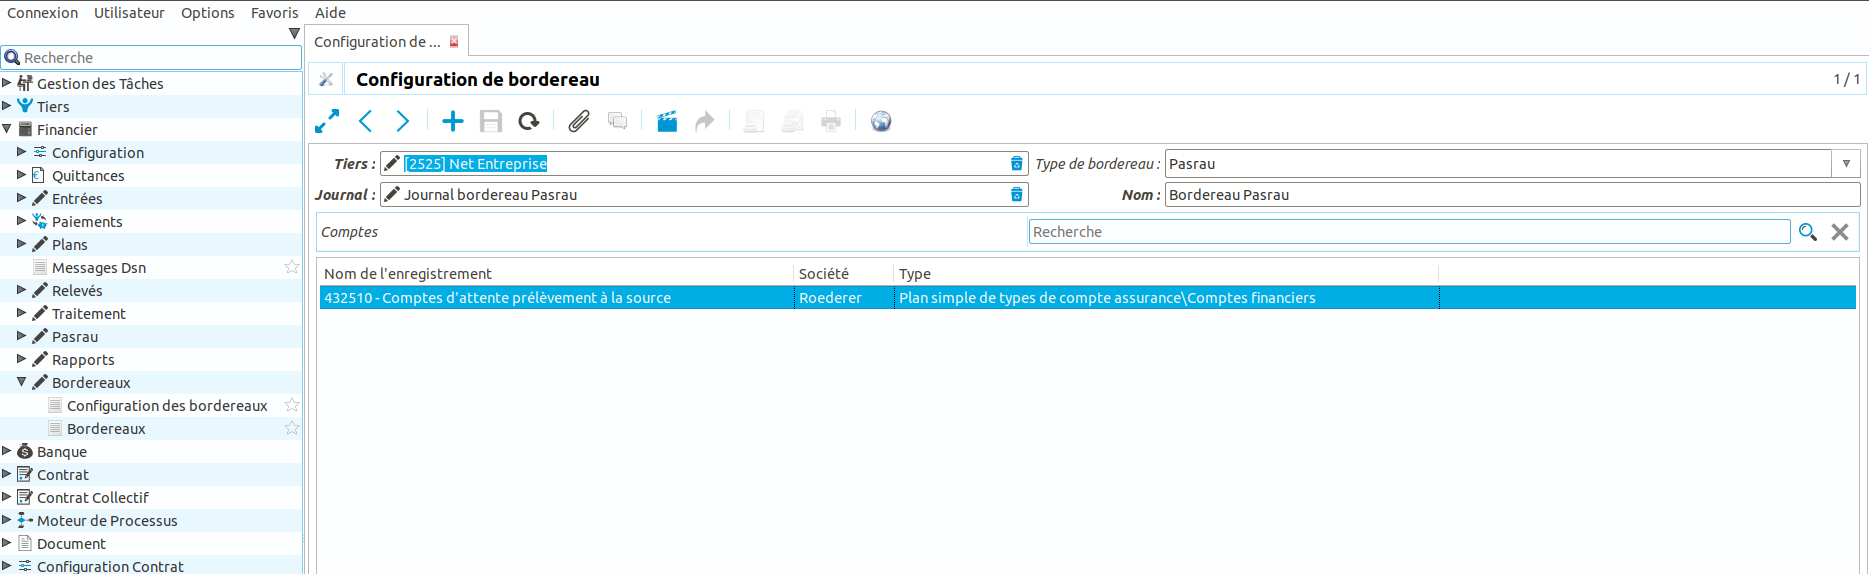 Connexion Utilisateur Options Favoris Aide
Recherche
Gestion des Tâches
Tiers
Financier
Configuration
Quittances
Entrées
Paiements
Plans
Messages Dsn
Relevés
Traitement
Pasrau
Rapports
Bordereaux
Configuration des bordereaux
Bordereaux
Banque
Contrat
Contrat Collectif
Moteur de Processus
Document
Configuration Contrat
Configuration de ...
Configuration de bordereau 1 / 1
Tiers : [2525] Net Entreprise Type de bordereau : Pasrau
Journal : Journal bordereau Pasrau Nom : Bordereau Pasrau
Comptes Recherche
Nom de l'enregistrement Société Type
432510 - Comptes d'attente prélèvement à la source Roederer Plan simple de types de compte assurance\Comptes financiers